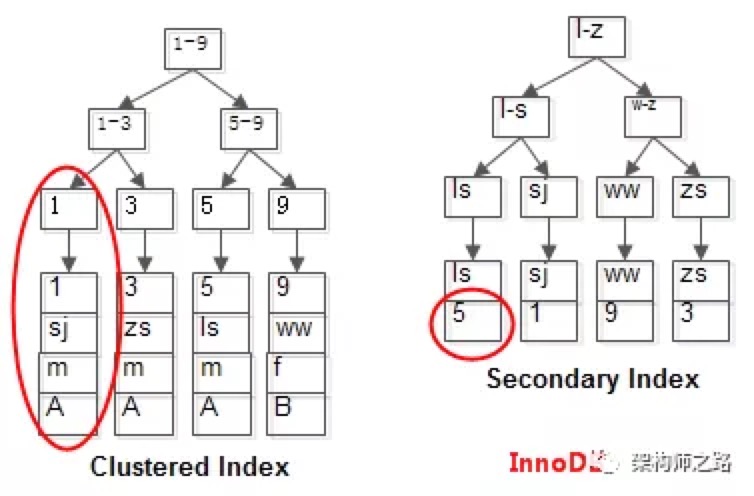 1-9
1-3
5-9
1
3
5
9
1
3
5
9
sj
zs
ls
ww
m
m
m
f
A
A
A
B
Clustered Index
l-z
l-s
w-z
ls
sj
ww
zs
ls
sj
ww
zs
5
1
9
3
Secondary Index
InnoD
架构师之路